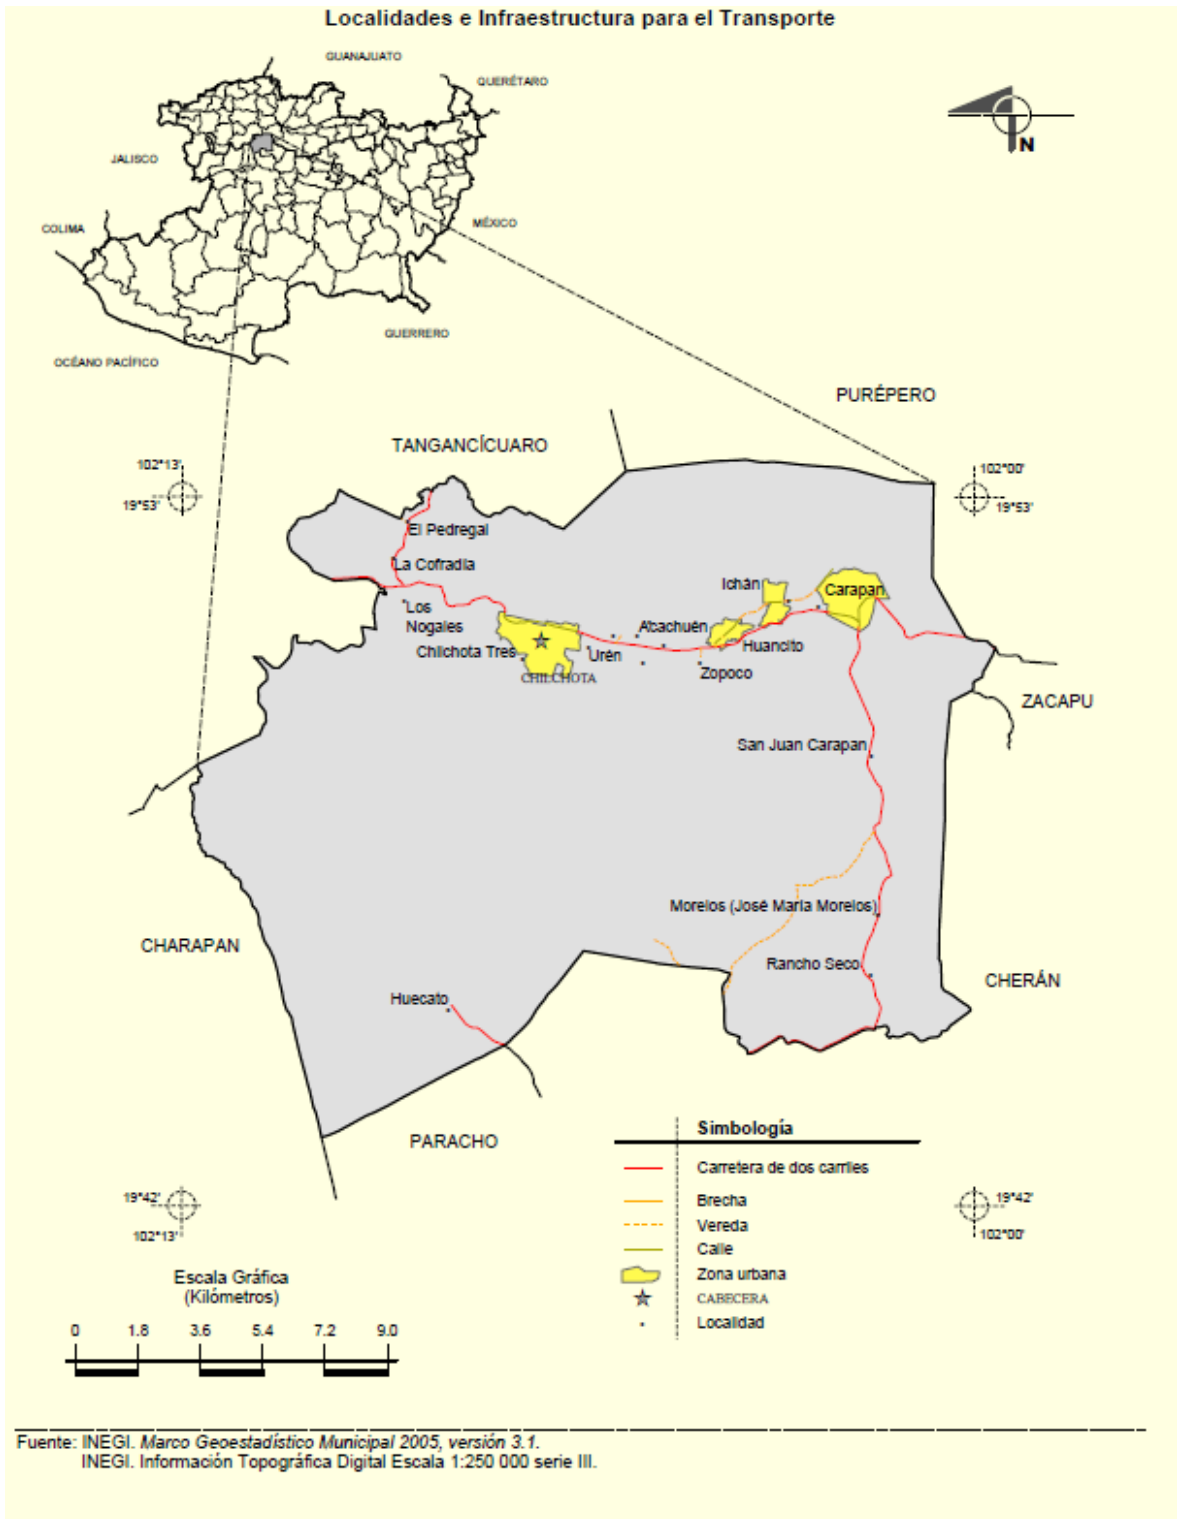 Localidades e Infraestructura para el Transporte
GUANAJUATO
QUERÉTARO
JALISCO
N
COLIMA
MÉXICO
GUERRERO
OCÉANO PACÍFICO
PURÉPERO
TANGANCÍCUARO
102°13'
19°53'
102°00'
19°53'
El Pedregal
La Cofradía
Ichán
Carapan
Los
Nogales
Atachuén
Chilchota Tres
Urén
Huancito
CHILCHOTA
Zopoco
ZACAPU
San Juan Carapan
Morelos (José María Morelos)
CHARAPAN
Rancho Seco
CHERÁN
Huecato
PARACHO
Simbología
Carretera de dos carriles
Brecha
Vereda
Calle
Zona urbana
CABECERA
Localidad
19°42'
102°13'
19°42'
102°00'
Escala Gráfica
(Kilómetros)
0 1.8 3.6 5.4 7.2 9.0
Fuente: INEGI. Marco Geoestadístico Municipal 2005, versión 3.1.
INEGI. Información Topográfica Digital Escala 1:250 000 serie III.